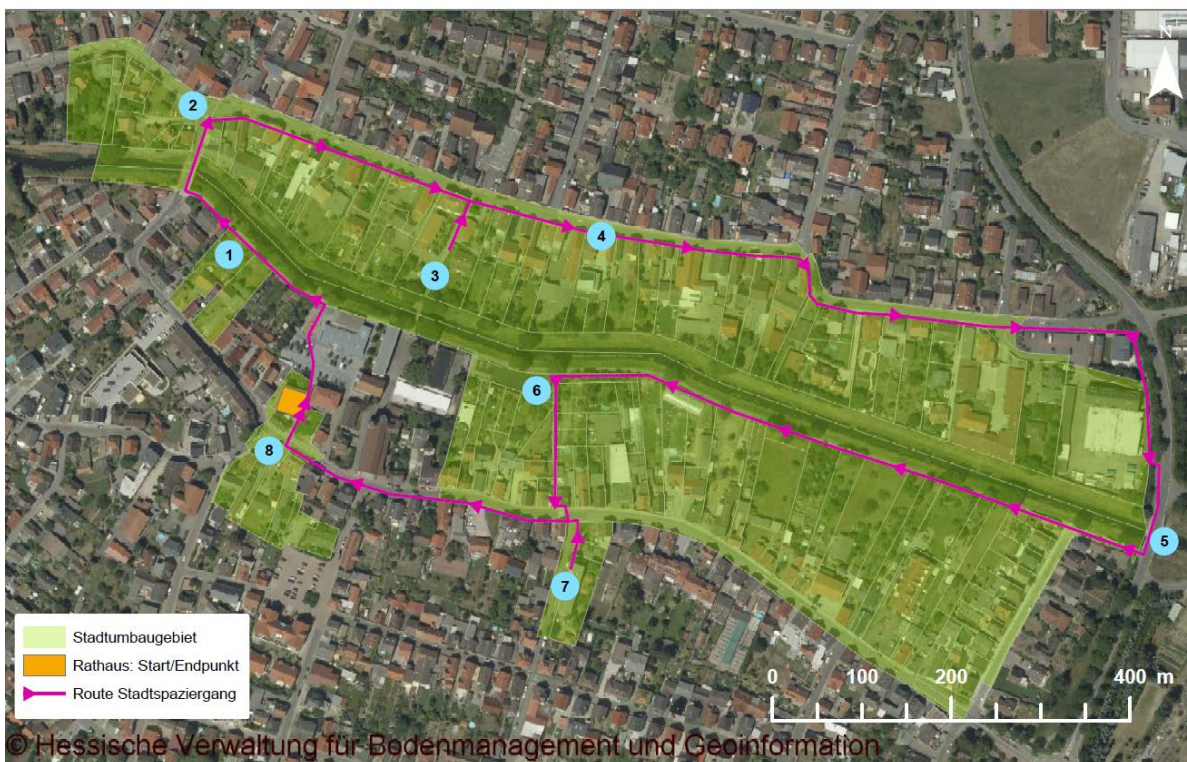 N
2
1
4
3
6
8
5
7
Stadtumbaugebiet
Rathaus: Start/Endpunkt
Route Stadtspaziergang
0 100 200 400 m
© Hessische Verwaltung für Bodenmanagement und Geoinformation